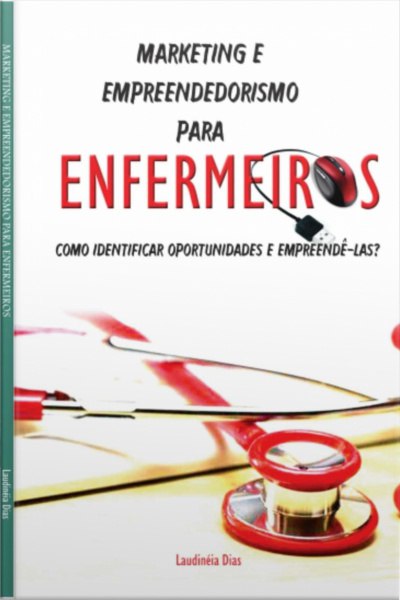 MARKETING E
EMPREENDEDORISMO
PARA
ENFERMEIROS
COMO IDENTIFICAR OPORTUNIDADES E EMPREENDÊ-LAS?
Laudinéia Dias
MARKETING E EMPREENDEDORISMO PARA ENFERMEIROS
Laudinéia Dias